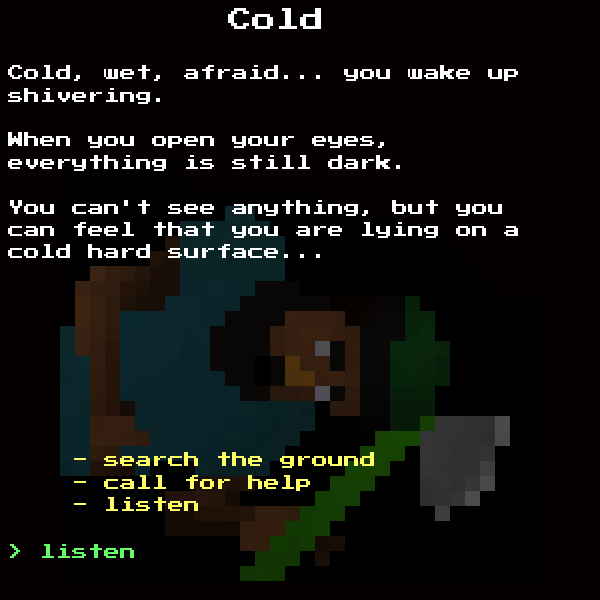 Cold
Cold, wet, afraid... you wake up
shivering.
When you open your eyes,
everything is still dark.
You can't see anything, but you
can feel that you are lying on a
cold hard surface...
- search the ground
- call for help
- listen
> listen